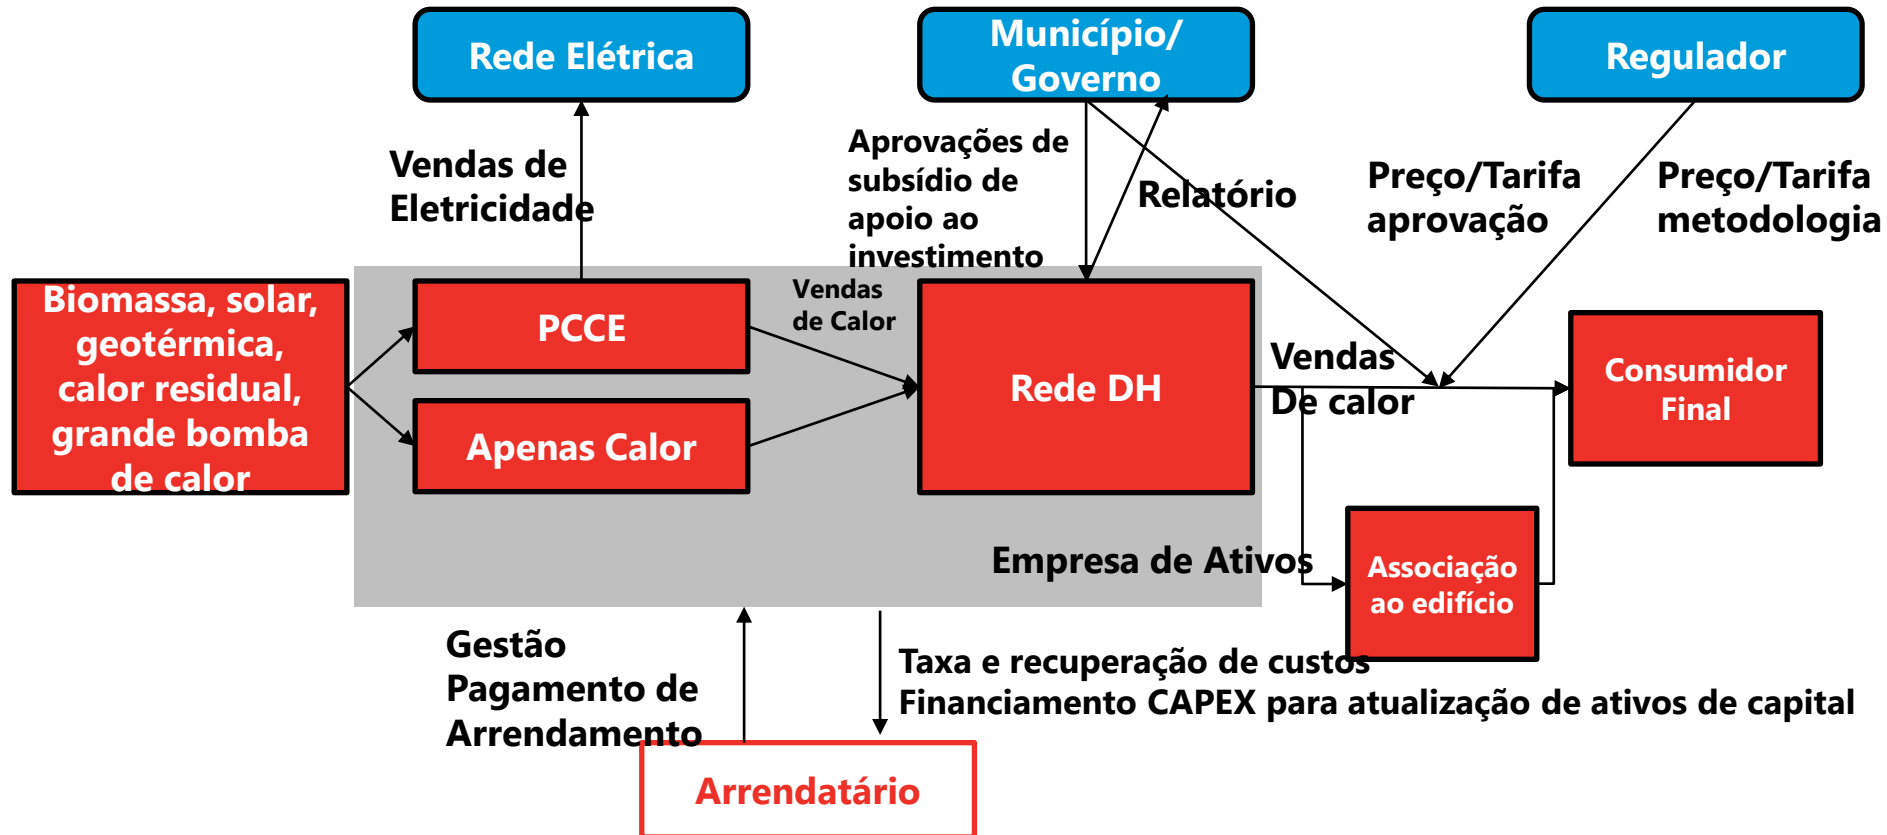 Rede Elétrica
Município/
Governo
Regulador
Vendas de
Eletricidade
Aprovações de
subsídio de
apoio ao
investimento
Relatório
Preço/Tarifa
aprovação
Preço/Tarifa
metodologia
Biomassa, solar,
geotérmica,
calor residual,
grande bomba
de calor
PCCE
Apenas Calor
Vendas
de Calor
Rede DH
Vendas
De calor
Consumidor
Final
Empresa de Ativos
Associação
ao edifício
Gestão
Pagamento de
Arrendamento
Taxa e recuperação de custos
Financiamento CAPEX para atualização de ativos de capital
Arrendatário